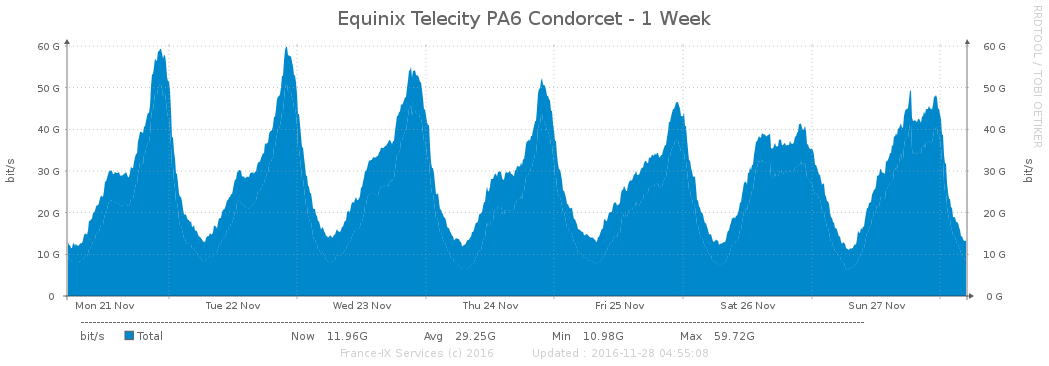 Equinix Telecity PA6 Condorcet - 1 Week
RRDTOOL / TOBI OETIKER
60 G 60 G
50 G 50 G
40 G 40 G
30 G 30 G
20 G 20 G
10 G 10 G
0 0 G
bit/s bit/s
Mon 21 Nov Tue 22 Nov Wed 23 Nov Thu 24 Nov Fri 25 Nov Sat 26 Nov Sun 27 Nov
bit/s Total Now 11.96G Avg 29.25G Min 10.98G Max 59.72G
France-IX Services (c) 2016 Updated : 2016-11-28 04:55:08